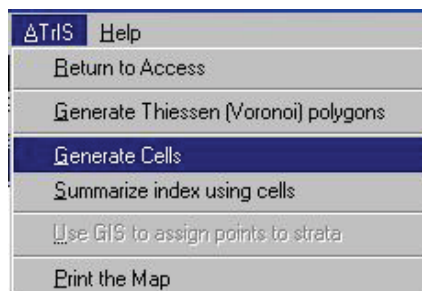 ATrIS Help
Return to Access
Generate Thiessen (Voronoi) polygons
Generate Cells
Summarize index using cells
Use GIS to assign points to strata
Print the Map